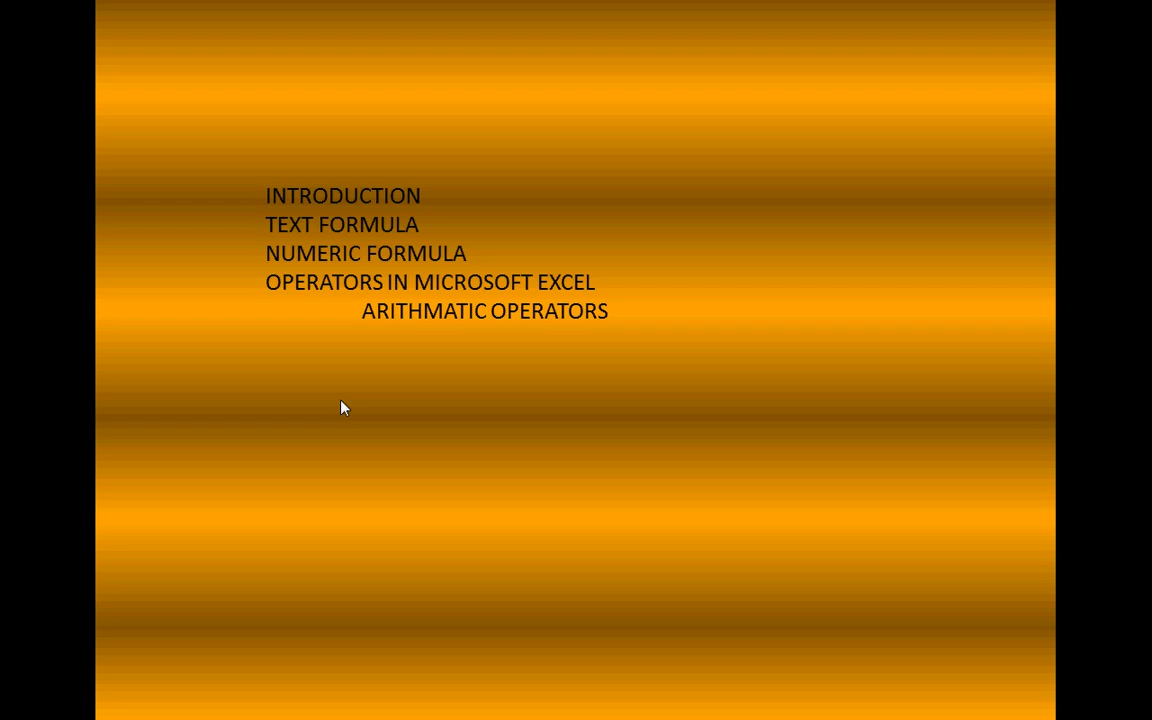 INTRODUCTION
TEXT FORMULA
NUMERIC FORMULA
OPERATORS IN MICROSOFT EXCEL
ARITHMATIC OPERATORS